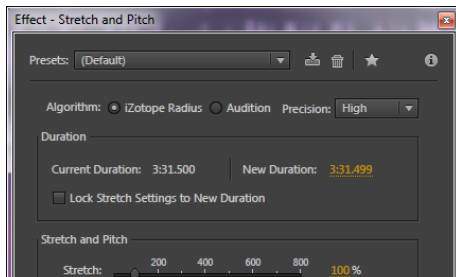 Effect - Stretch and Pitch
Presets: (Default)
Algorithm: iZotope Radius Audition Precision: High
Duration
Current Duration: 3:31.500 New Duration: 3:31.499
Lock Stretch Settings to New Duration
Stretch and Pitch
200 400 600 800
Stretch: 100 %